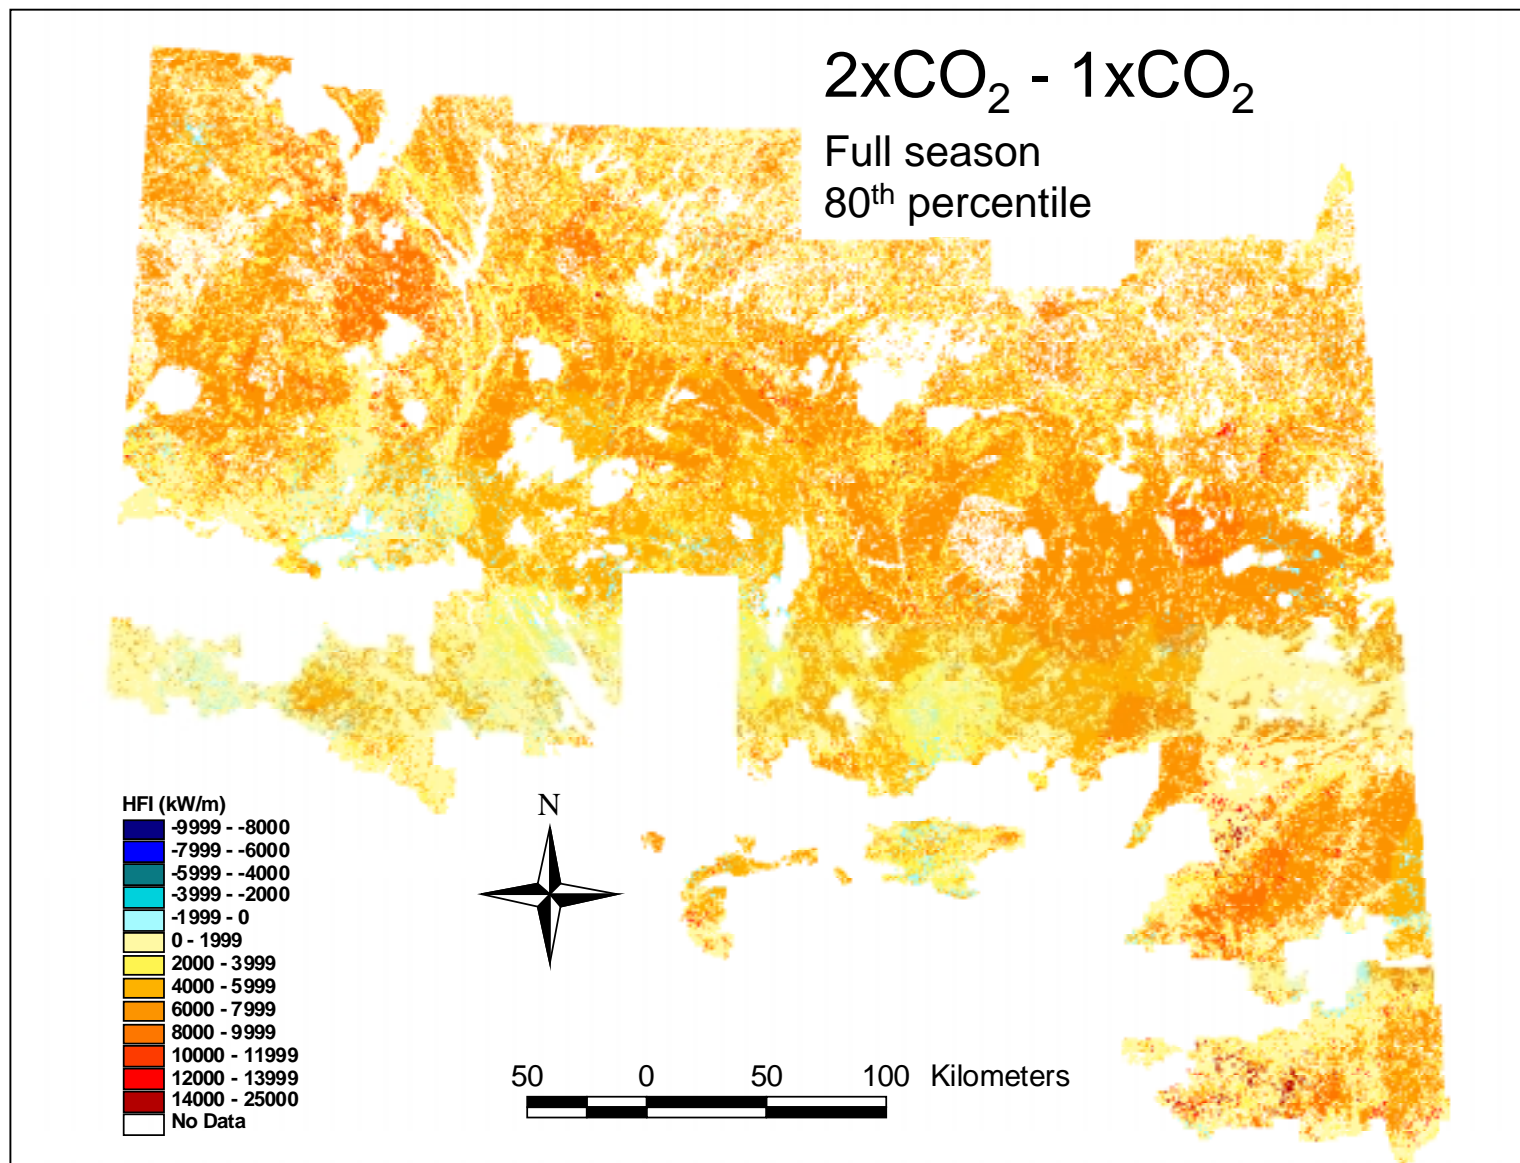 2xCO₂ - 1xCO₂
Full season
80th percentile
HFI (kW/m)
-9999 - -8000
-7999 - -6000
-5999 - -4000
-3999 - -2000
-1999 - 0
0 - 1999
2000 - 3999
4000 - 5999
6000 - 7999
8000 - 9999
10000 - 11999
12000 - 13999
14000 - 25000
No Data
N
50 0 50 100 Kilometers